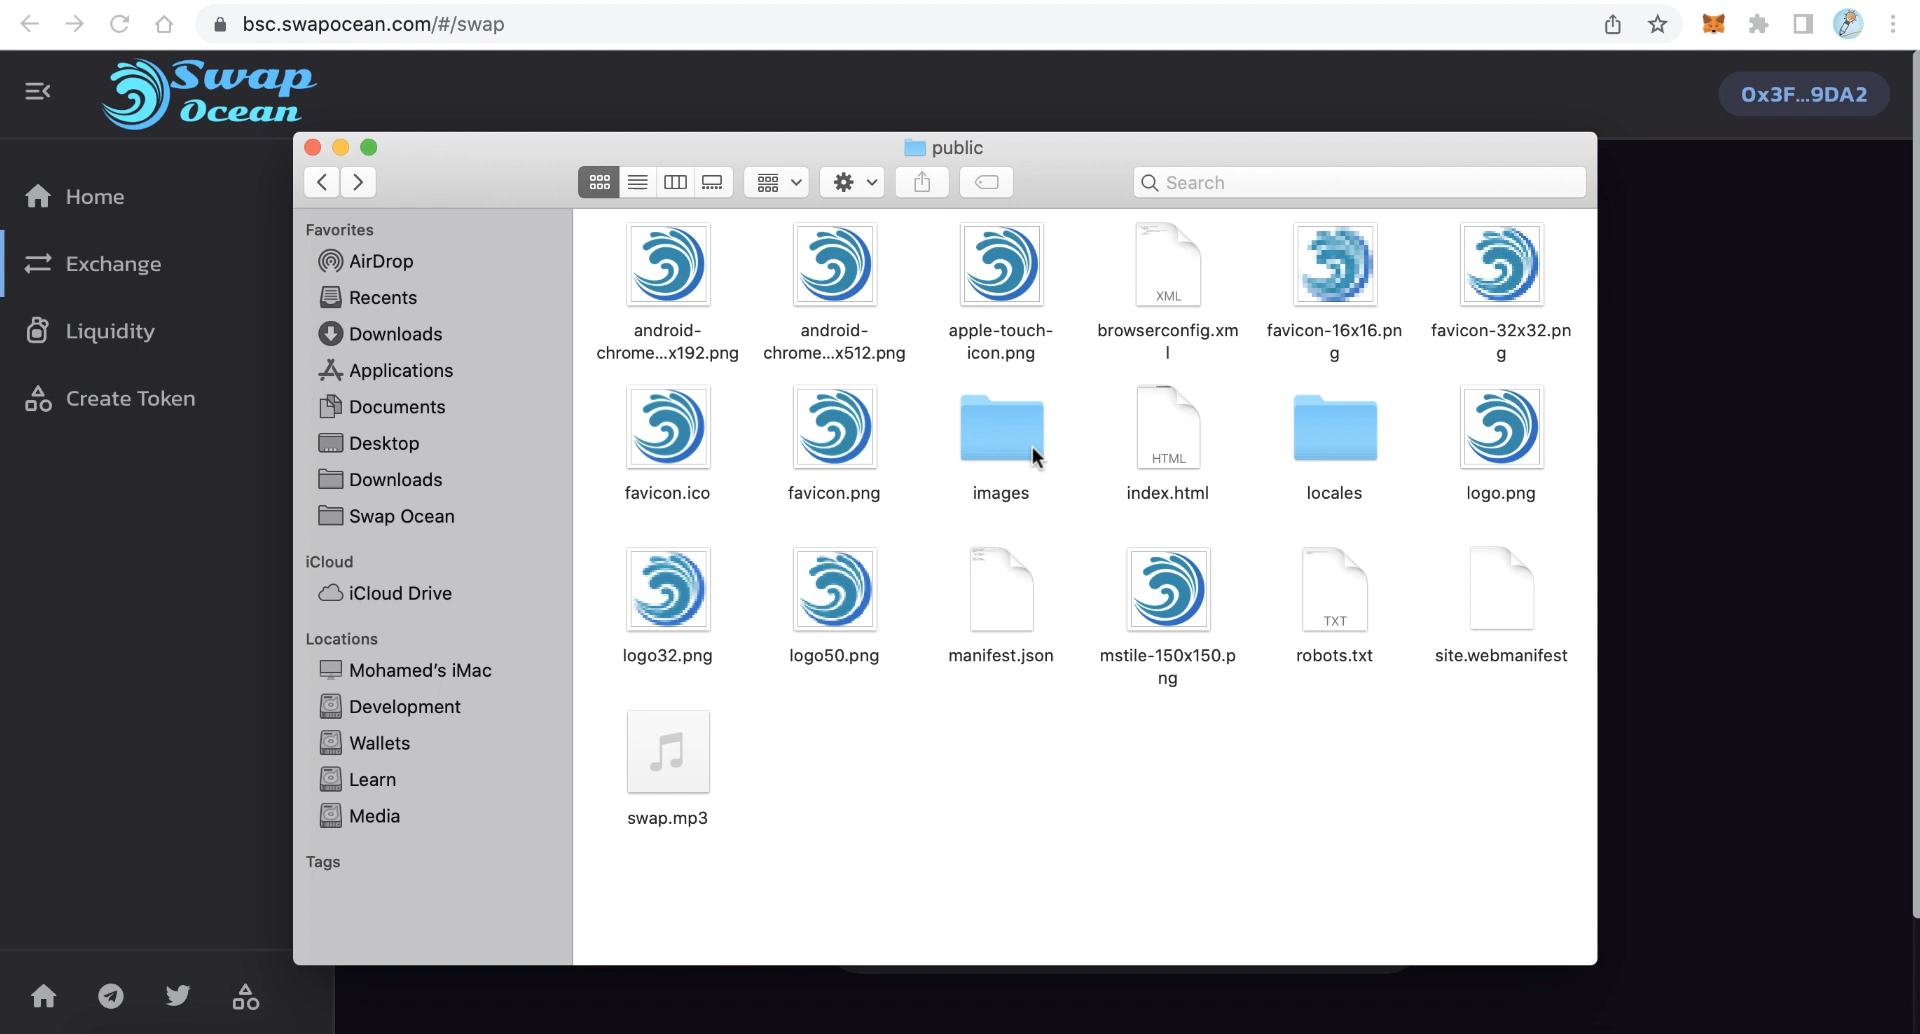 bsc.swapocean.com/#/swap
Swap
Ocean
0x3F...9DA2
Home
Exchange
Liquidity
Create Token
public
Search
Favorites
AirDrop
Recents
Downloads
Applications
Documents
Desktop
Downloads
Swap Ocean
iCloud
iCloud Drive
Locations
Mohamed's iMac
Development
Wallets
Learn
Media
Tags
XML
android-
chrome...x192.png
android-
chrome...x512.png
apple-touch-
icon.png
browserconfig.xm
l
favicon-16x16.pn
g
favicon-32x32.pn
g
HTML
favicon.ico
favicon.png
images
index.html
locales
logo.png
TXT
logo32.png
logo50.png
manifest.json
mstile-150x150.p
ng
robots.txt
site.webmanifest
swap.mp3